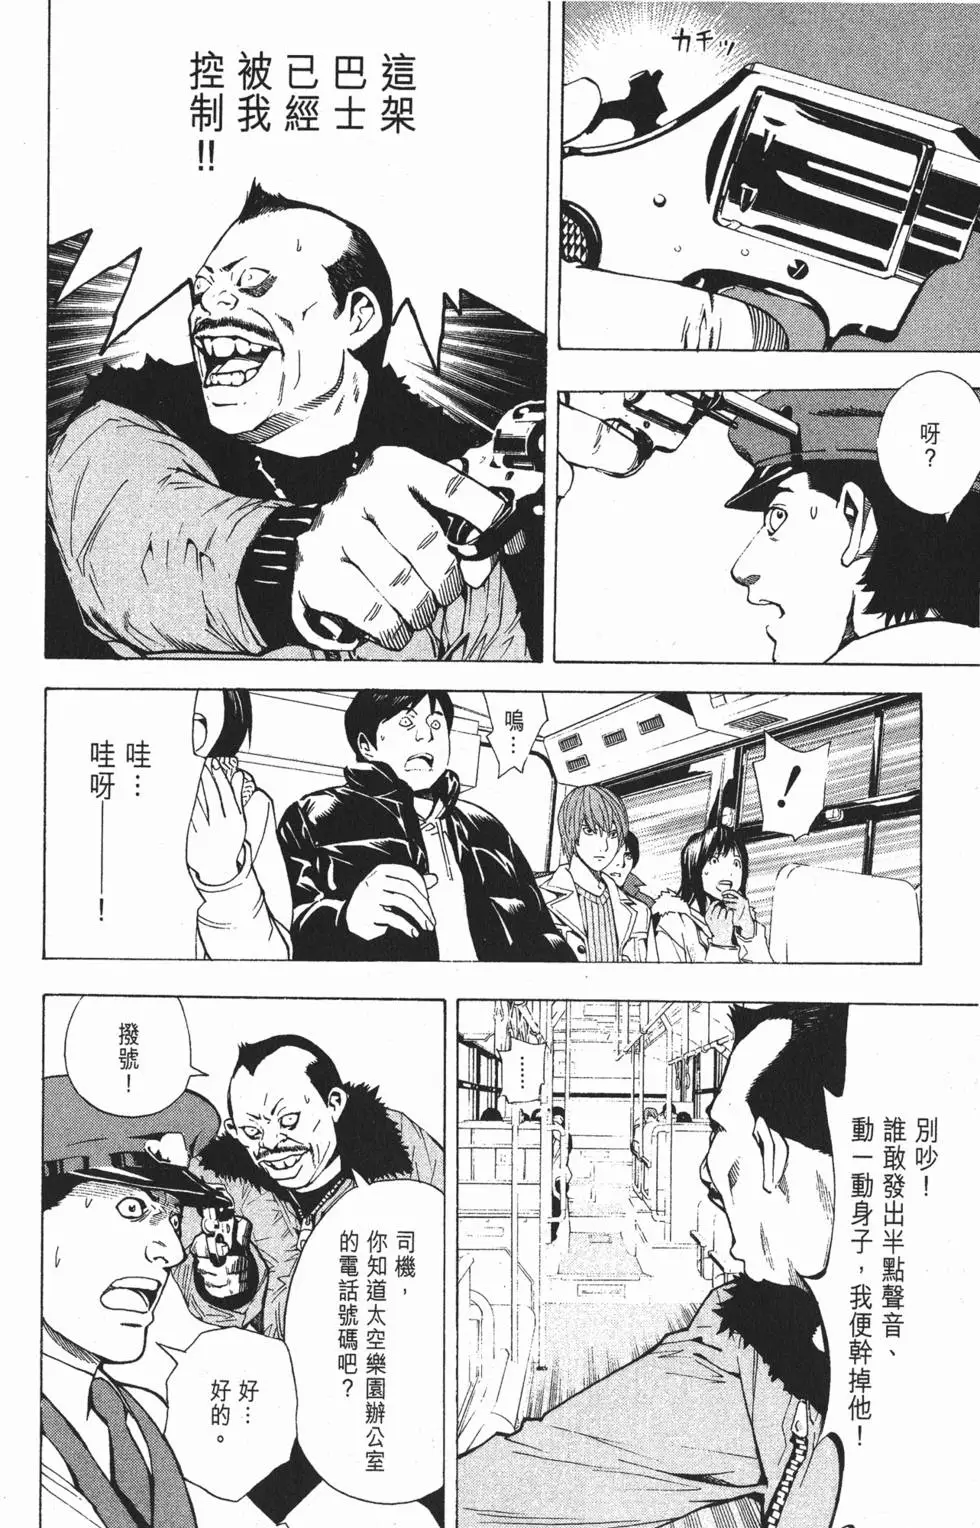 カチッ
呀?
這架
巴士
已經
被我
控制!!
!
嗚…
哇…
哇呀————!
別吵!
誰敢發出半點聲音、
動一動身子,我便幹掉他!
……
撥號!
司機,
你知道太空樂園辦公室
的電話號碼吧?
好…
好的。